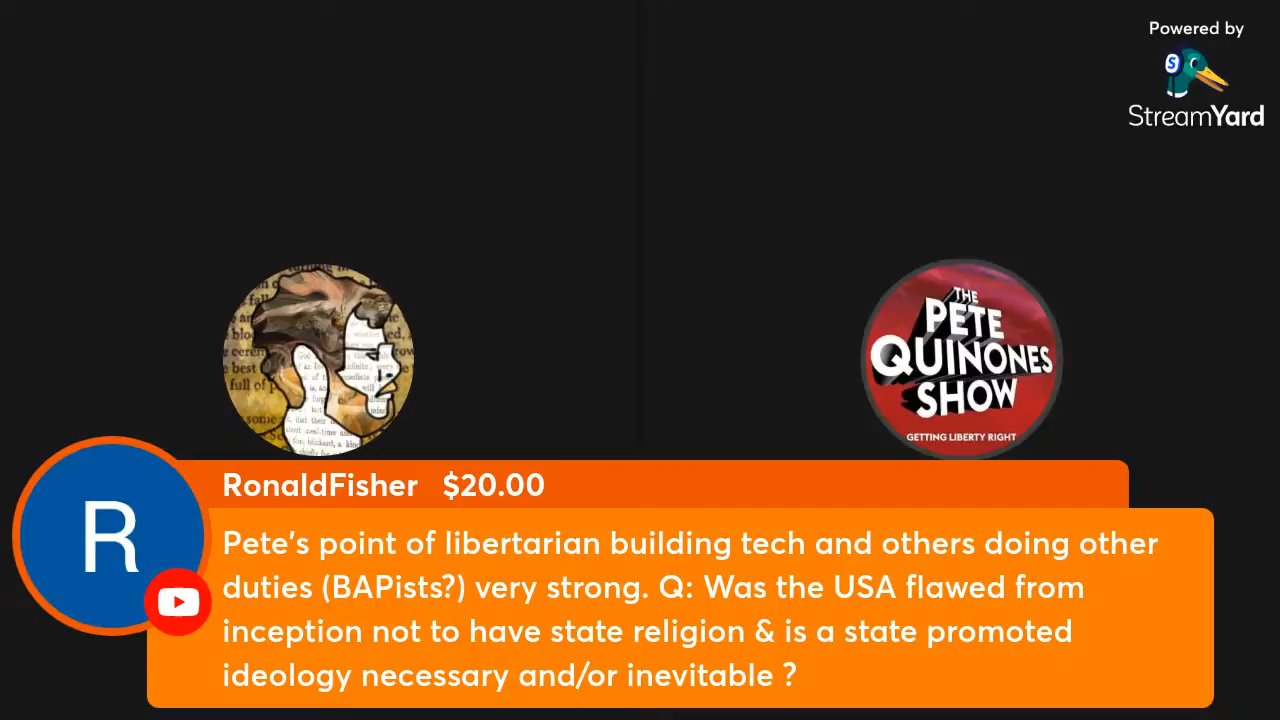 Powered by
S
StreamYard
THE
PETE
QUINONES
SHOW
GETTING LIBERTY RIGHT
R
RonaldFisher $20.00
Pete's point of libertarian building tech and others doing other
duties (BAPists?) very strong. Q: Was the USA flawed from
inception not to have state religion & is a state promoted
ideology necessary and/or inevitable ?